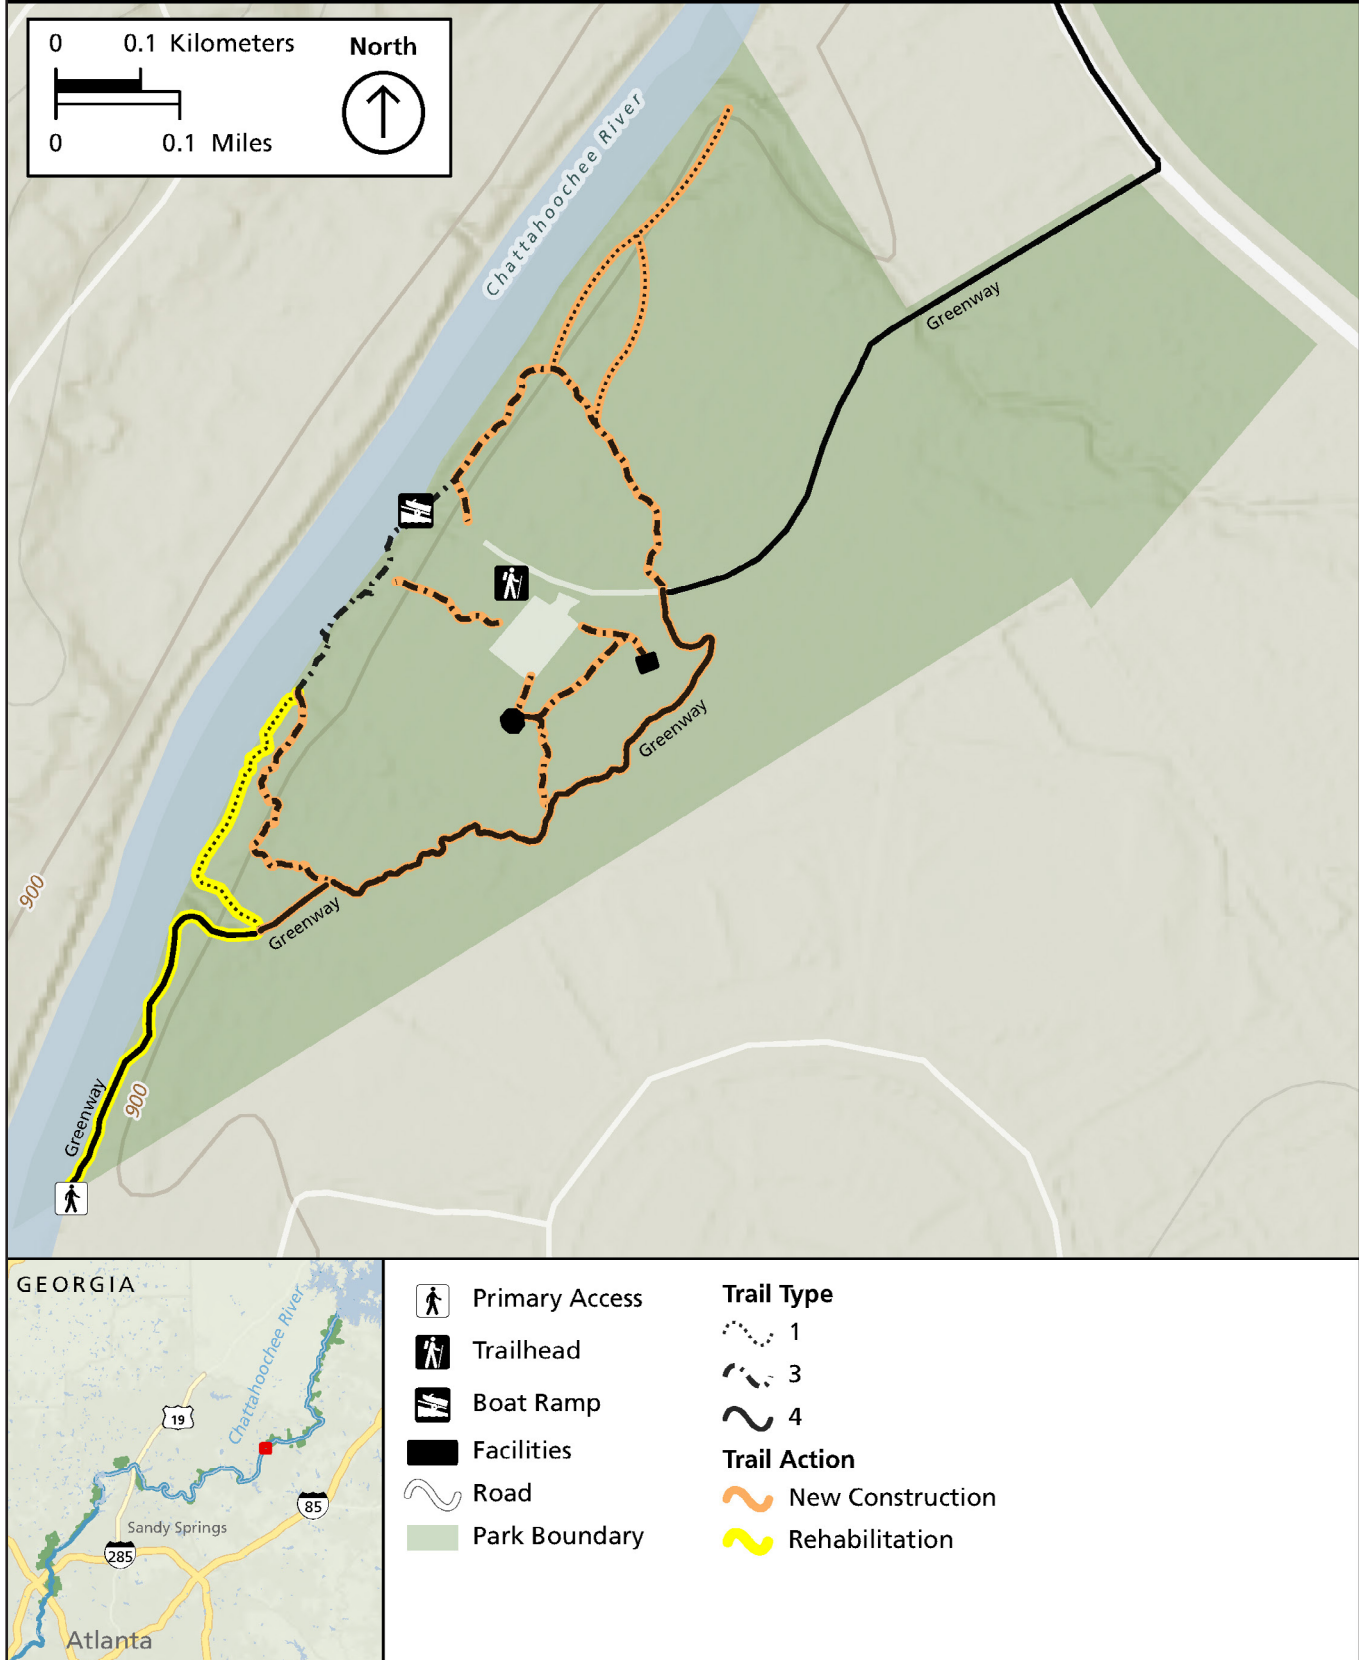 0 0.1 Kilometers
North
0 0.1 Miles
Chattahoochee River
Greenway
Greenway
Greenway
Greenway
900
900
GEORGIA
Chattahoochee River
19
85
Sandy Springs
285
Atlanta
Primary Access
Trailhead
Boat Ramp
Facilities
Road
Park Boundary
Trail Type
1
3
4
Trail Action
New Construction
Rehabilitation